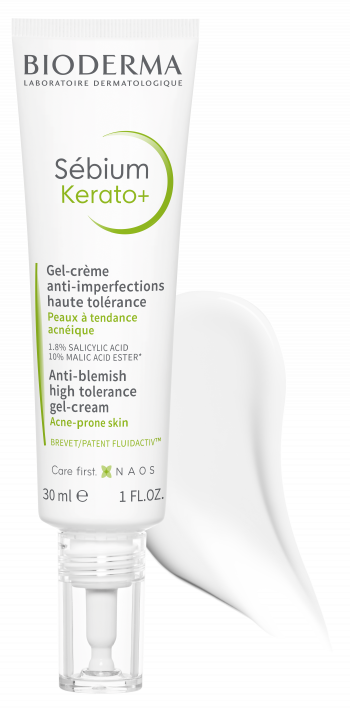 BIODERMA
LABORATOIRE DERMATOLOGIQUE
Sébium
Kerato+
Gel-crème
anti-imperfections
haute tolérance
Peaux à tendance
acnéique
1.8% SALICYLIC ACID
10% MALIC ACID ESTER*
Anti-blemish
high tolerance
gel-cream
Acne-prone skin
BREVET/PATENT FLUIDACTIV™
Care first. NAOS
30 ml ℮ 1 FL.OZ.